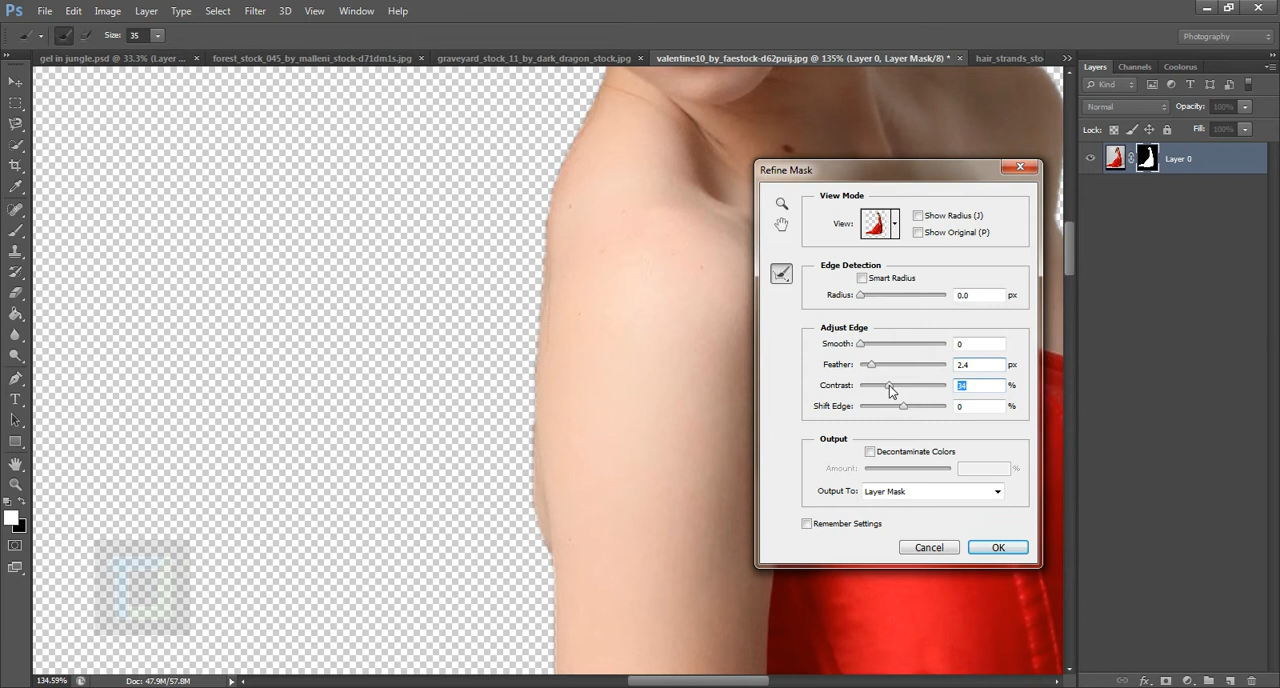 Ps File Edit Image Layer Type Select Filter 3D View Window Help
Size: 35 Photography
gel in jungle.psd @ 33.3% (Layer ... × forest_stock_045_by_malleni_stock-d71dm1s.jpg × graveyard_stock_11_by_dark_dragon_stock.jpg × valentine10_by_faestock-d62puij.jpg @ 135% (Layer 0, Layer Mask/8) * × hair_strands_sto
Layers Channels Coolorus
Kind
Normal Opacity: 100%
Lock: Fill: 100%
Layer 0
Refine Mask
View Mode
View: Show Radius (J)
Show Original (P)
Edge Detection
Smart Radius
Radius: 0.0 px
Adjust Edge
Smooth: 0
Feather: 2.4 px
Contrast: 34 %
Shift Edge: 0 %
Output
Decontaminate Colors
Amount: %
Output To: Layer Mask
Remember Settings
Cancel OK
134.59% Doc: 47.9M/57.8M